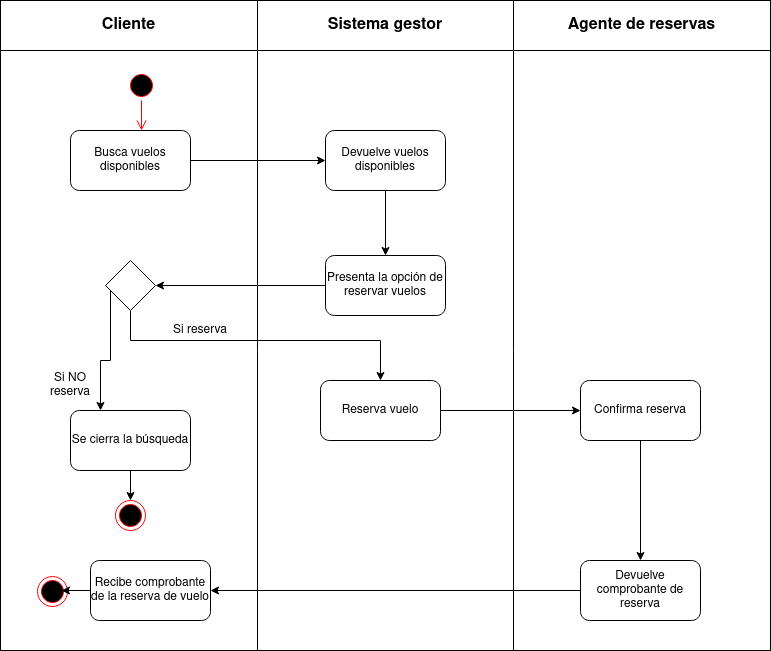 Cliente
Sistema gestor
Agente de reservas
Busca vuelos
disponibles
Devuelve vuelos
disponibles
Presenta la opción de
reservar vuelos
Si reserva
Si NO
reserva
Reserva vuelo
Confirma reserva
Se cierra la búsqueda
Recibe comprobante
de la reserva de vuelo
Devuelve
comprobante de
reserva